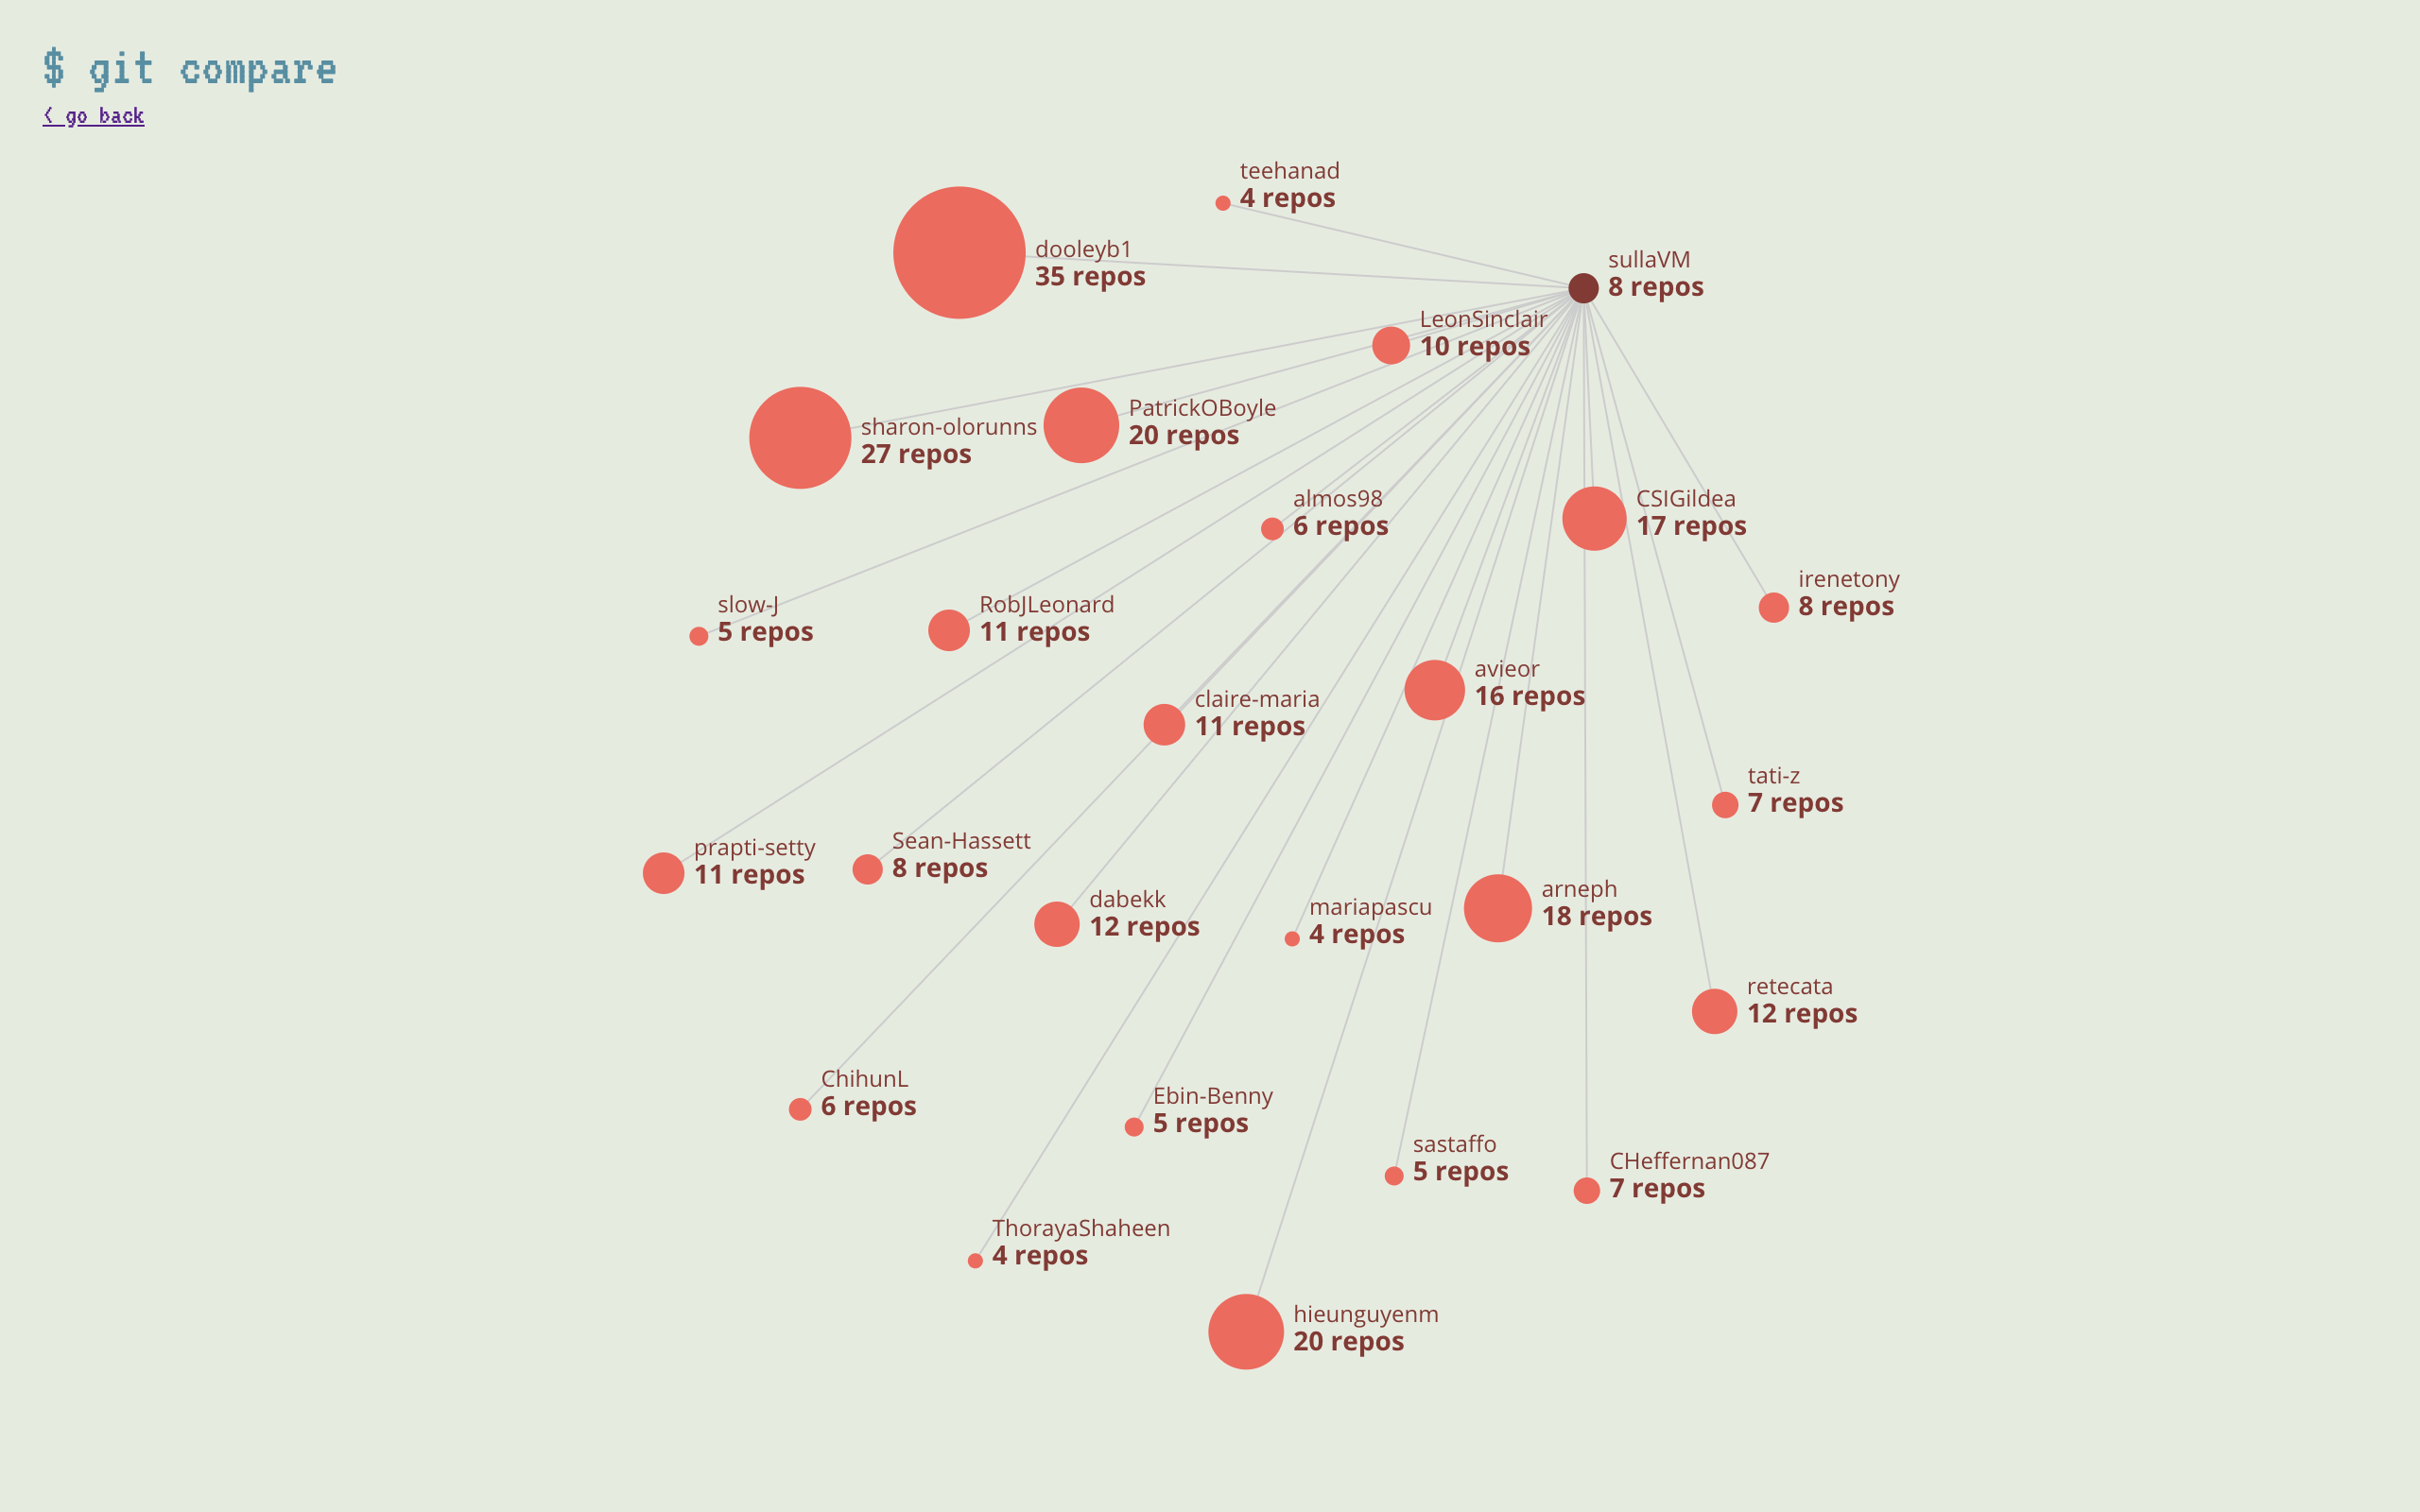 $ git compare
< go back
teehanad
4 repos
dooleyb1
35 repos
sullaVM
8 repos
LeonSinclair
10 repos
sharon-olorunns
27 repos
PatrickOBoyle
20 repos
almos98
6 repos
CSIGildea
17 repos
irenetony
8 repos
slow-J
5 repos
RobJLeonard
11 repos
avieor
16 repos
claire-maria
11 repos
tati-z
7 repos
prapti-setty
11 repos
Sean-Hassett
8 repos
dabekk
12 repos
mariapascu
4 repos
arneph
18 repos
retecata
12 repos
ChihunL
6 repos
Ebin-Benny
5 repos
sastaffo
5 repos
CHeffernan087
7 repos
ThorayaShaheen
4 repos
hieunguyenm
20 repos